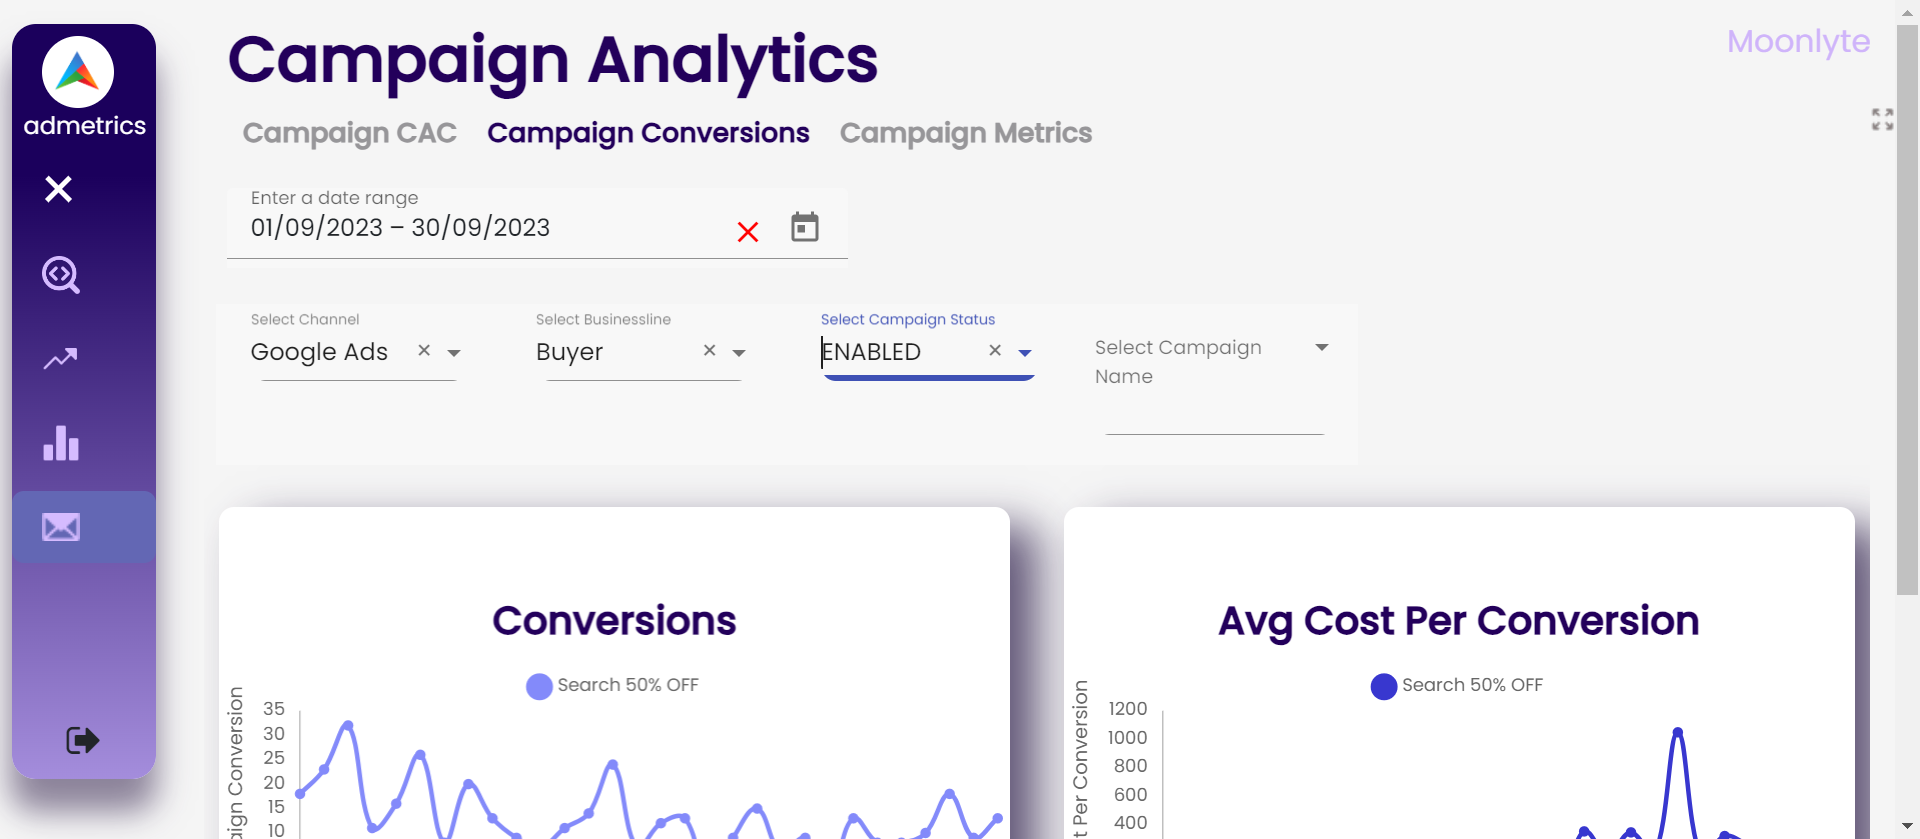 Campaign Analytics
Moonlyte
admetrics
Campaign CAC
Campaign Conversions
Campaign Metrics
Enter a date range
01/09/2023 – 30/09/2023
Select Channel
Google Ads
Select Businessline
Buyer
Select Campaign Status
ENABLED
Select Campaign
Name
Conversions
Search 50% OFF
35
30
25
20
15
10
aign Conversion
Avg Cost Per Conversion
Search 50% OFF
1200
1000
800
600
400
t Per Conversion